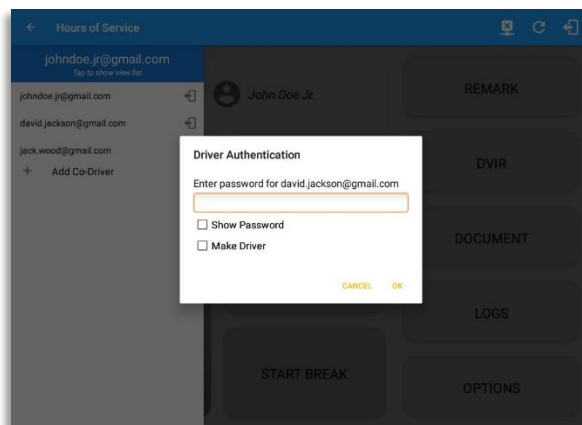 Hours of Service
johndoe.jr@gmail.com
Tap to show view list
johndoe.jr@gmail.com
david.jackson@gmail.com
jack.wood@gmail.com
+ Add Co-Driver
John Doe Jr.
REMARK
DVIR
DOCUMENT
LOGS
START BREAK
OPTIONS
Driver Authentication
Enter password for david.jackson@gmail.com
Show Password
Make Driver
CANCEL OK